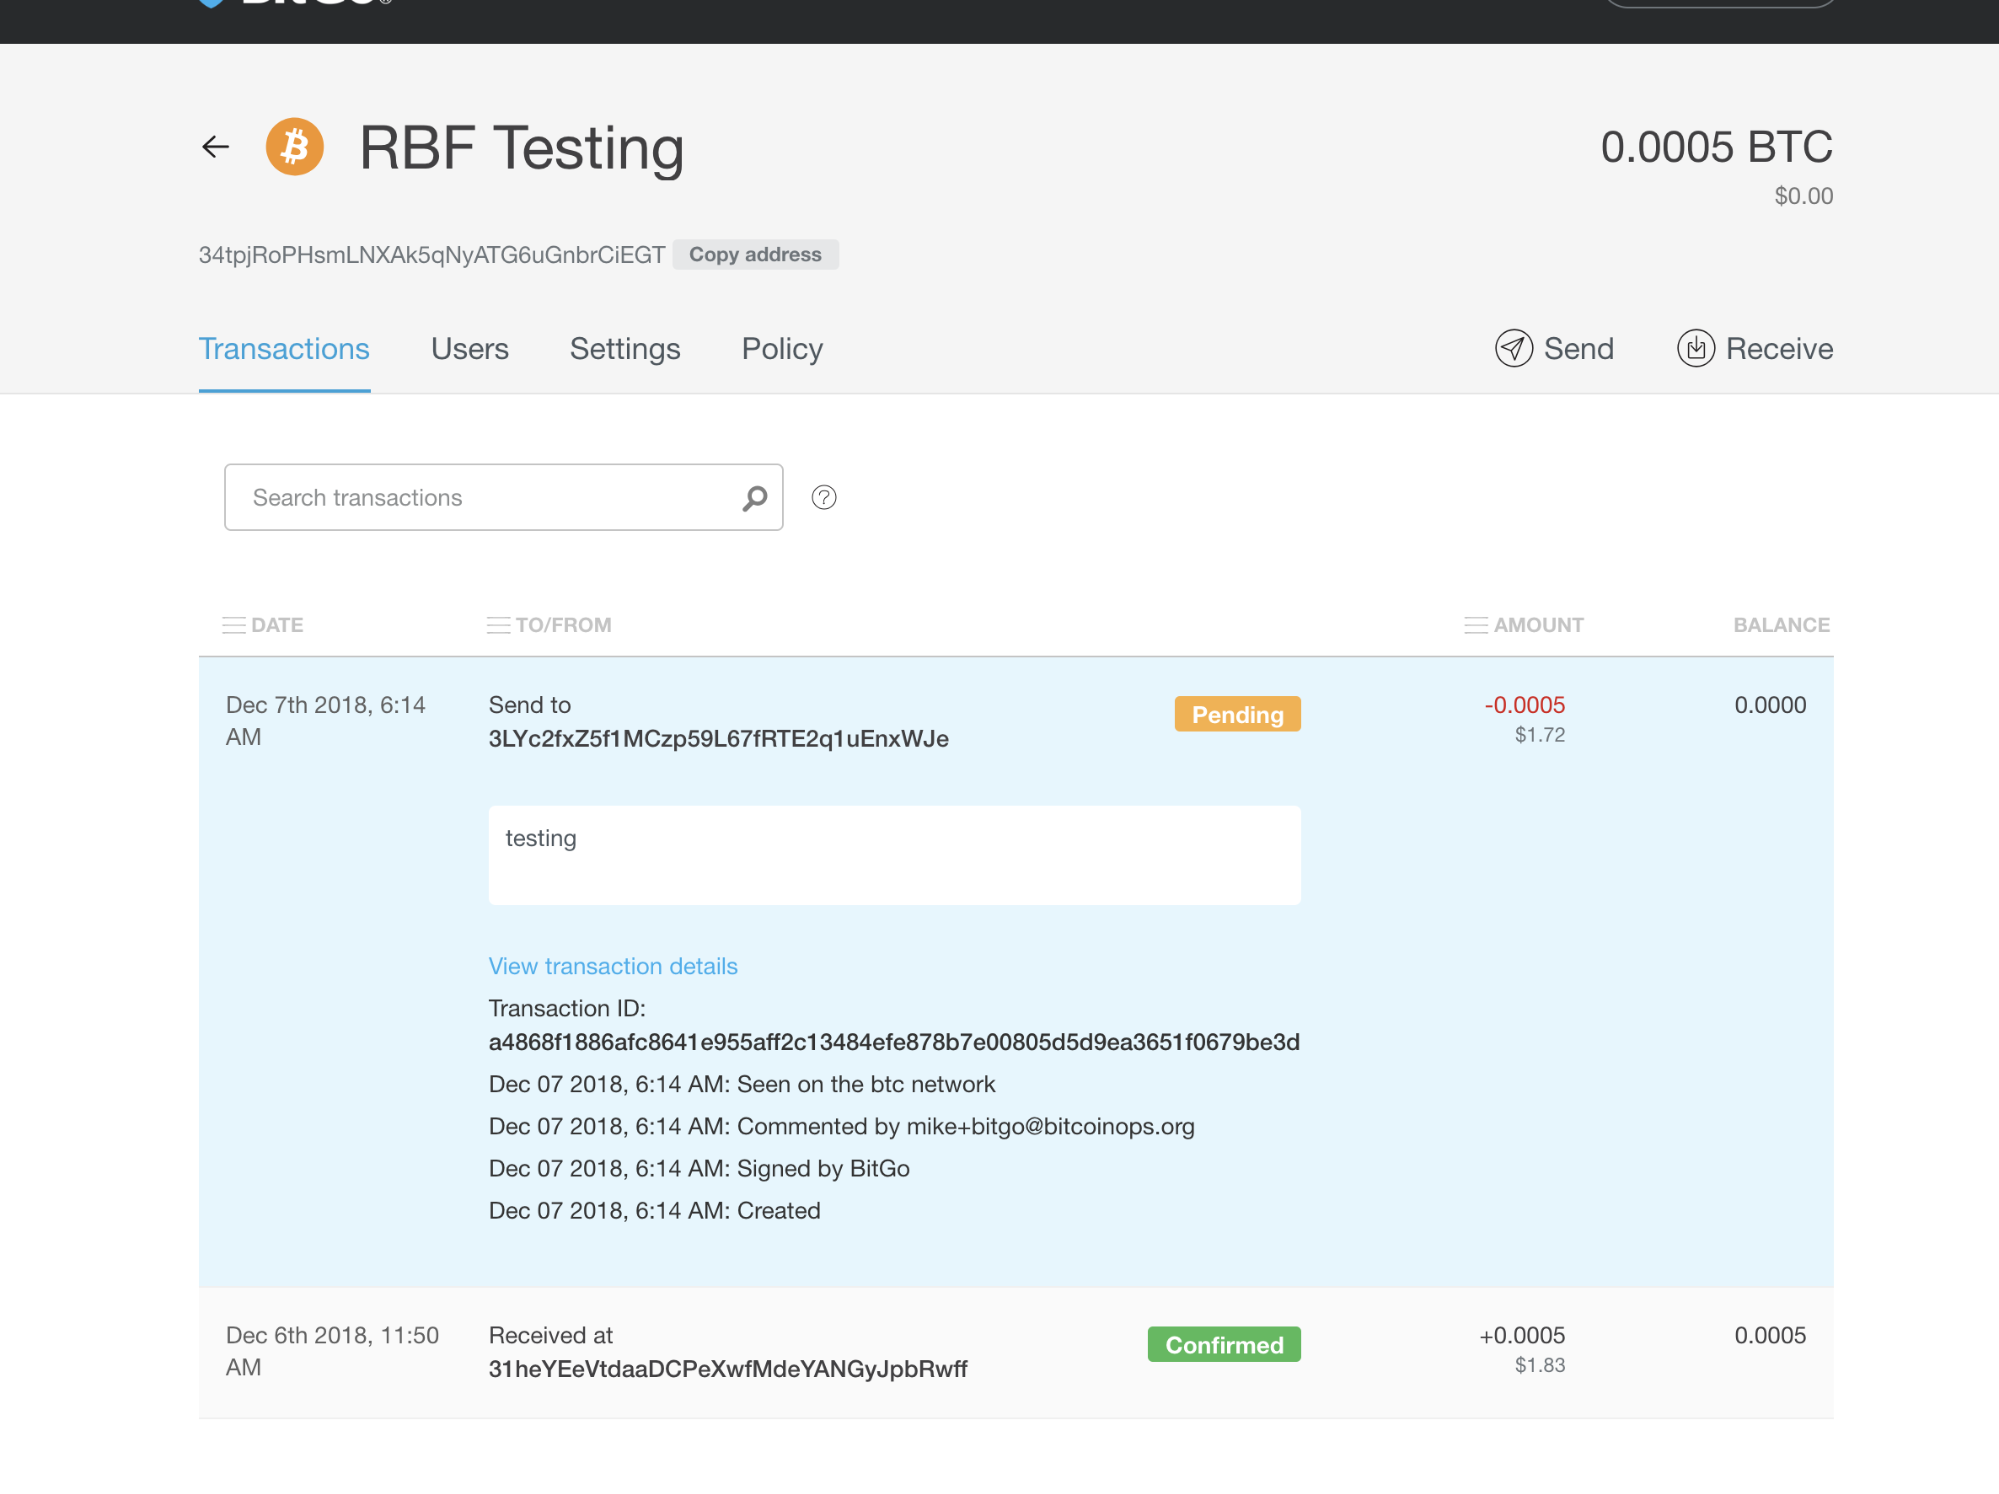 BitGo®
RBF Testing
0.0005 BTC
$0.00
34tpjRoPHsmLNXAk5qNyATG6uGnbrCiEGT
Copy address
Transactions
Users
Settings
Policy
Send
Receive
Search transactions
?
DATE
TO/FROM
AMOUNT
BALANCE
Dec 7th 2018, 6:14
AM
Send to
3LYc2fxZ5f1MCzp59L67fRTE2q1uEnxWJe
Pending
-0.0005
$1.72
0.0000
testing
View transaction details
Transaction ID:
a4868f1886afc8641e955aff2c13484efe878b7e00805d5d9ea3651f0679be3d
Dec 07 2018, 6:14 AM: Seen on the btc network
Dec 07 2018, 6:14 AM: Commented by mike+bitgo@bitcoinops.org
Dec 07 2018, 6:14 AM: Signed by BitGo
Dec 07 2018, 6:14 AM: Created
Dec 6th 2018, 11:50
AM
Received at
31heYEeVtdaaDCPeXwfMdeYANGyJpbRwff
Confirmed
+0.0005
$1.83
0.0005